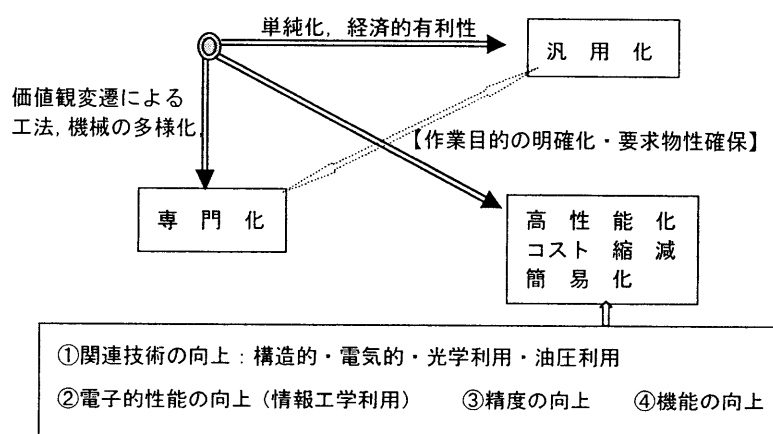 単純化，経済的有利性
汎用化
価値観変遷による
工法，機械の多様化
【作業目的の明確化・要求物性確保】
専門化
高性能化
コスト縮減
簡易化
①関連技術の向上：構造的・電気的・光学利用・油圧利用
②電子的性能の向上（情報工学利用） ③精度の向上 ④機能の向上